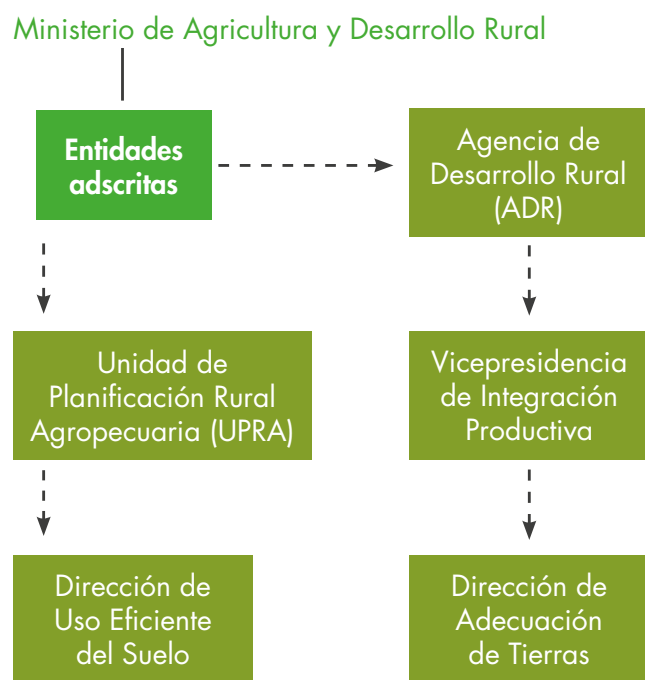 Ministerio de Agricultura y Desarrollo Rural
Entidades
adscritas
Agencia de
Desarrollo Rural
(ADR)
Unidad de
Planificación Rural
Agropecuaria (UPRA)
Vicepresidencia
de Integración
Productiva
Dirección de
Uso Eficiente
del Suelo
Dirección de
Adecuación
de Tierras